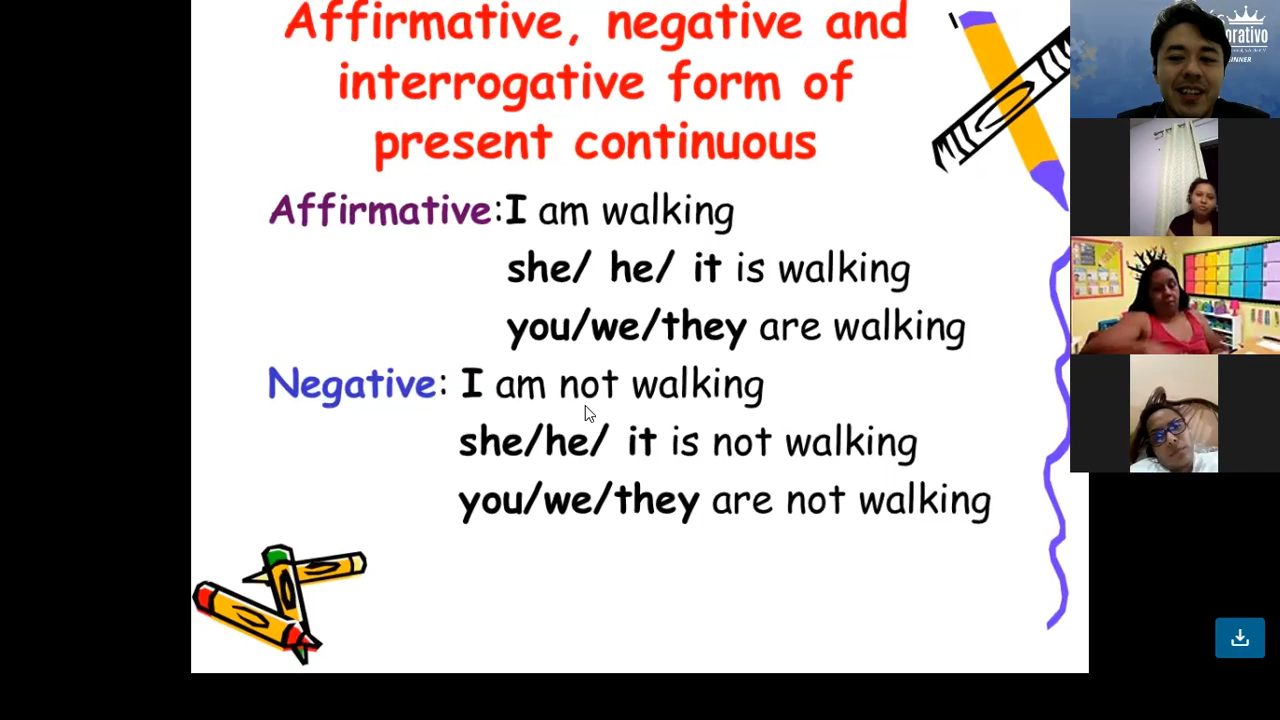 Affirmative, negative and
interrogative form of
present continuous
Affirmative:I am walking
she/ he/ it is walking
you/we/they are walking
Negative: I am not walking
she/he/ it is not walking
you/we/they are not walking